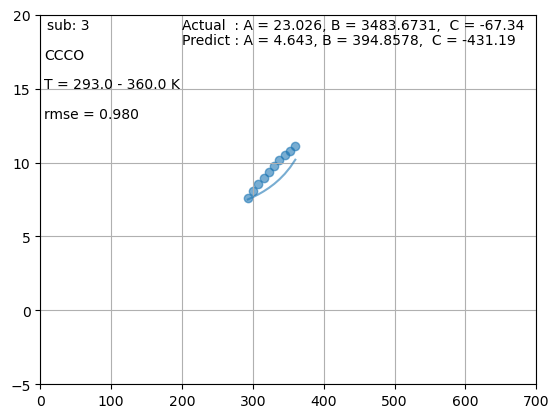 sub: 3
Actual : A = 23.026, B = 3483.6731, C = -67.34
Predict : A = 4.643, B = 394.8578, C = -431.19
CCCO
T = 293.0 - 360.0 K
rmse = 0.980
20
15
10
5
0
−5
0 100 200 300 400 500 600 700